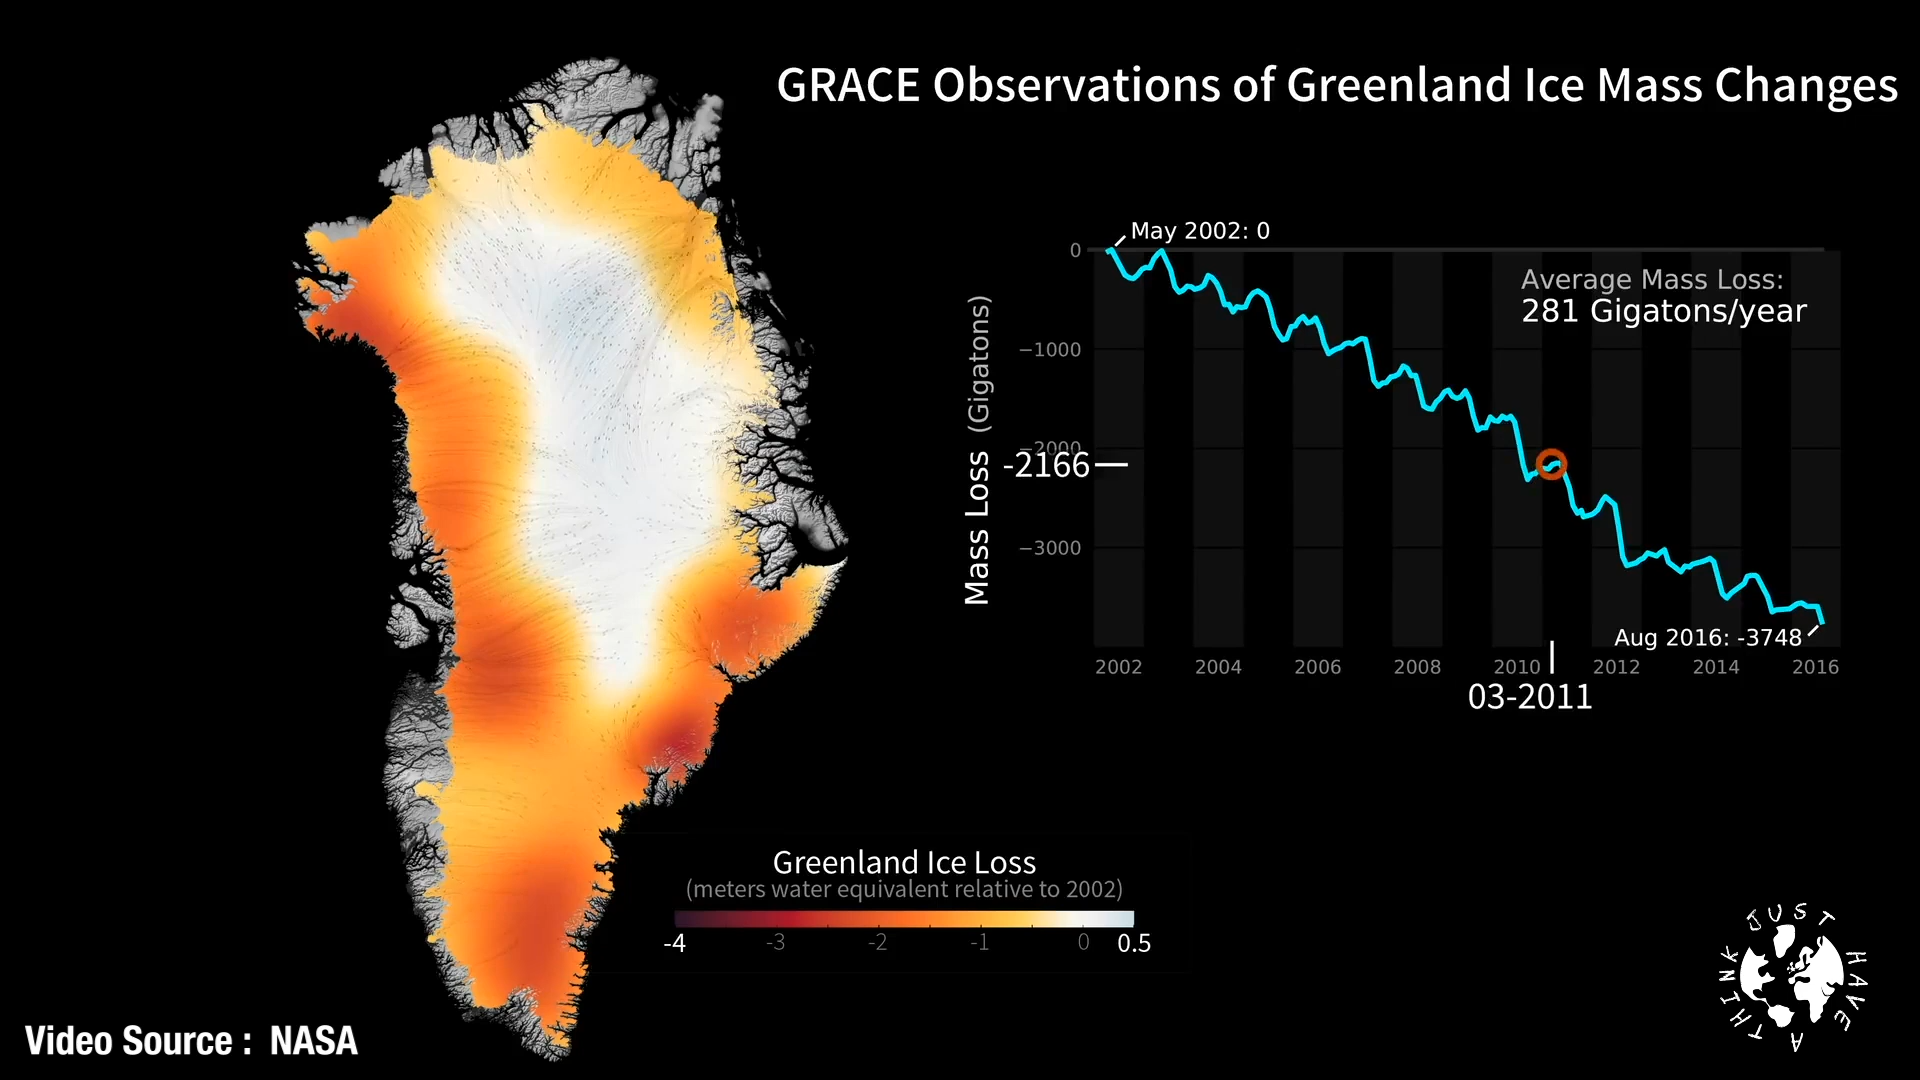 GRACE Observations of Greenland Ice Mass Changes
May 2002: 0
Average Mass Loss:
281 Gigatons/year
Mass Loss (Gigatons)
0
−1000
−2000
-2166
−3000
Aug 2016: -3748
2002 2004 2006 2008 2010 2012 2014 2016
03-2011
Greenland Ice Loss
(meters water equivalent relative to 2002)
-4 -3 -2 -1 0 0.5
JUST HAVE A THINK
Video Source : NASA